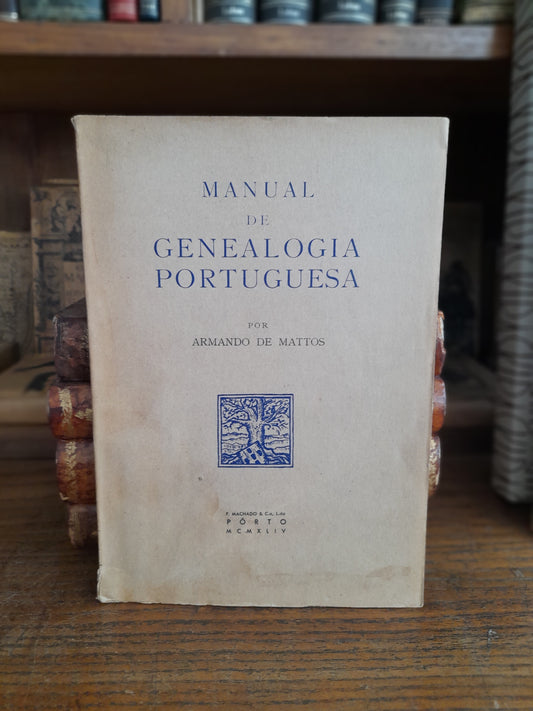 MANUAL
DE
GENEALOGIA
PORTUGUESA
POR
ARMANDO DE MATTOS
F. MACHADO & C.a, L.da
PÔRTO
MCMXLIV